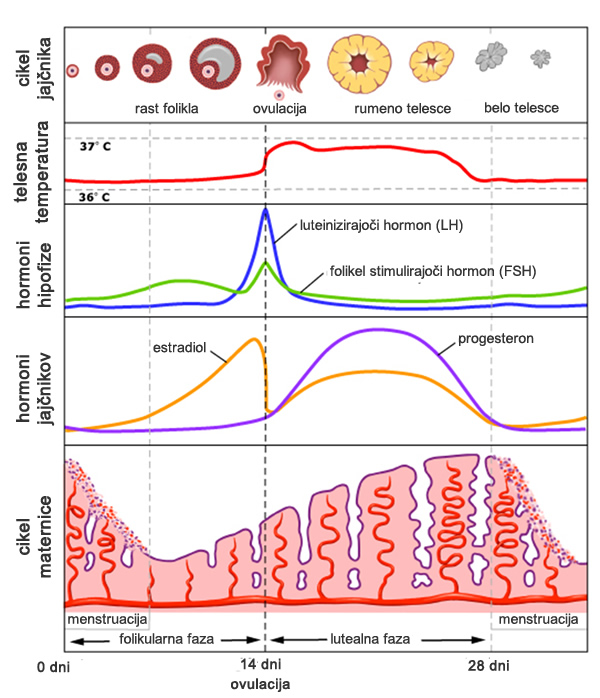 cikel
jajčnika
rast folikla
ovulacija
rumeno telesce
belo telesce
telesna
temperatura
37° C
36° C
hormoni
hipofize
luteinizirajoči hormon (LH)
folikel stimulirajoči hormon (FSH)
hormoni
jajčnikov
estradiol
progesteron
cikel
maternice
menstruacija
menstruacija
folikularna faza
lutealna faza
0 dni
14 dni
28 dni
ovulacija